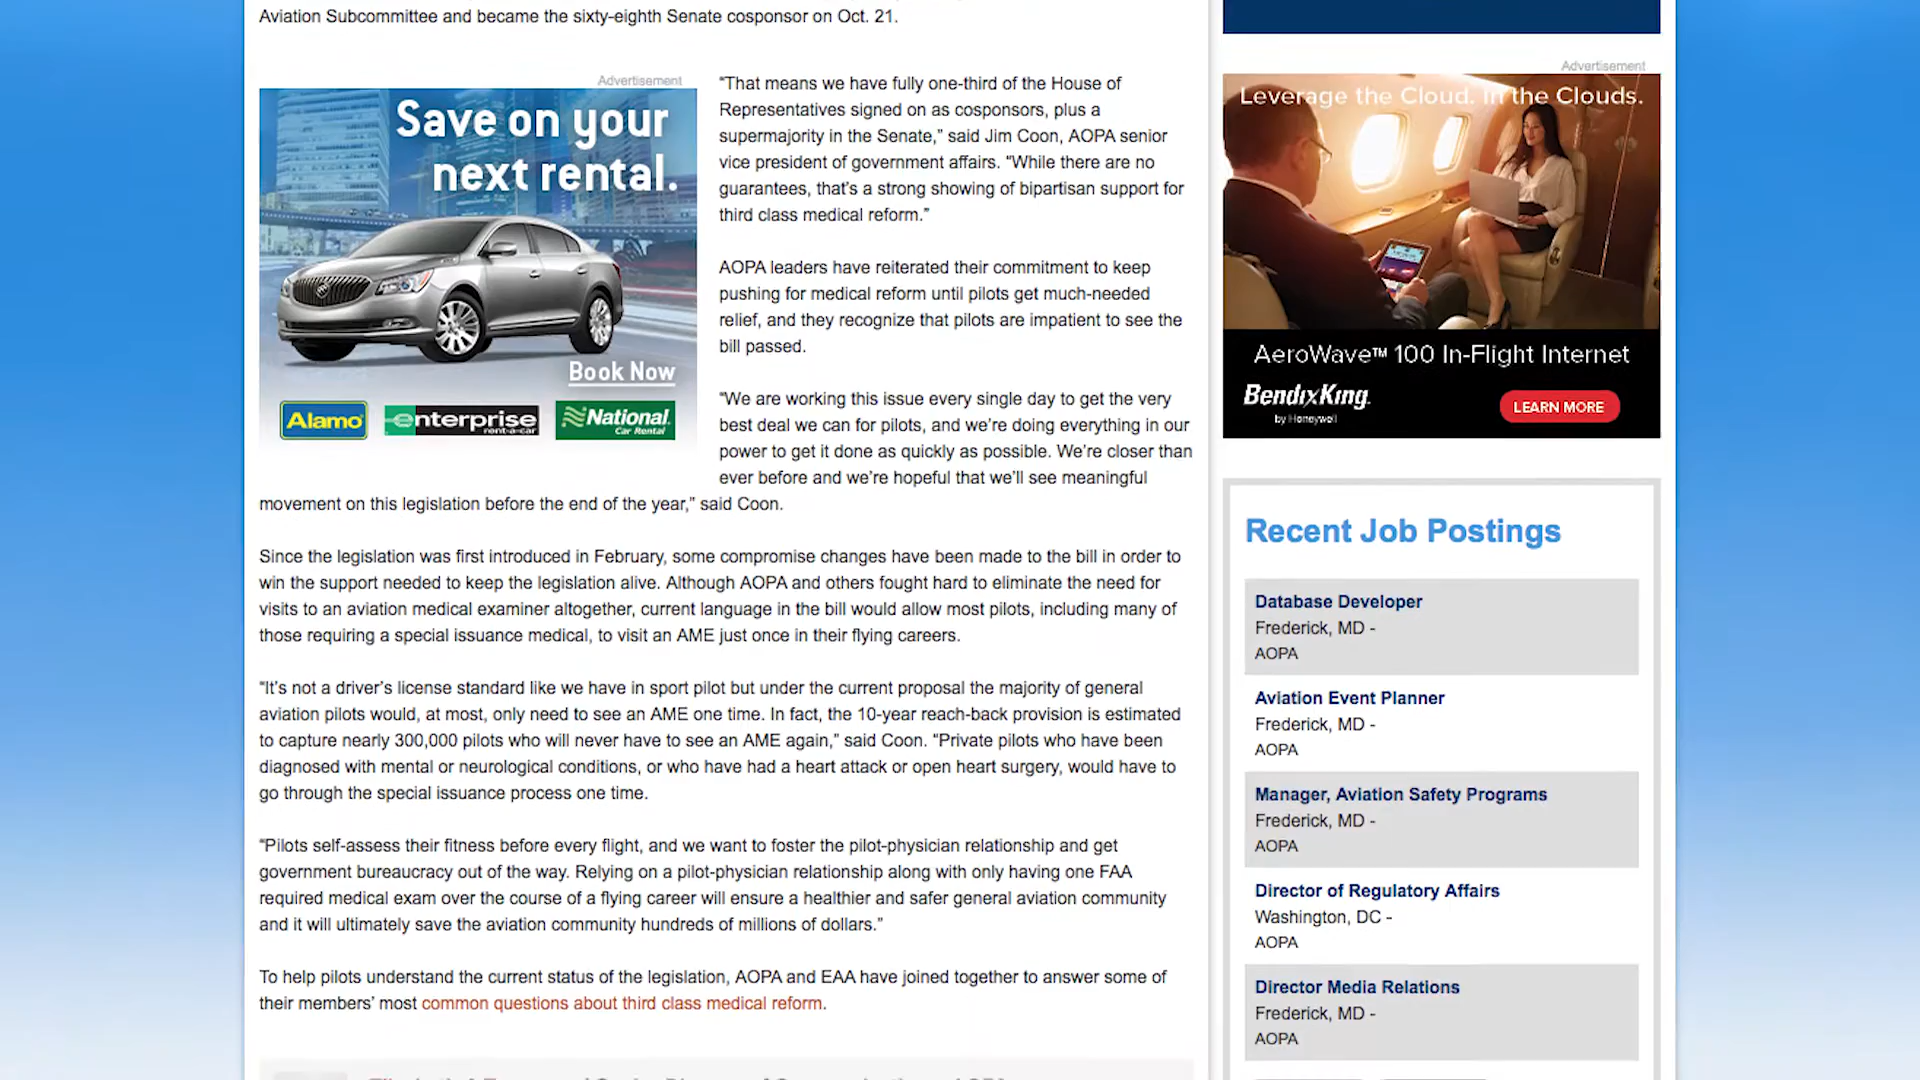 Aviation Subcommittee and became the sixty-eighth Senate cosponsor on Oct. 21.
Advertisement
Save on your
next rental.
Book Now
Alamo
enterprise
rent-a-car
National
Car Rental
“That means we have fully one-third of the House of
Representatives signed on as cosponsors, plus a
supermajority in the Senate,” said Jim Coon, AOPA senior
vice president of government affairs. “While there are no
guarantees, that’s a strong showing of bipartisan support for
third class medical reform.”
AOPA leaders have reiterated their commitment to keep
pushing for medical reform until pilots get much-needed
relief, and they recognize that pilots are impatient to see the
bill passed.
“We are working this issue every single day to get the very
best deal we can for pilots, and we’re doing everything in our
power to get it done as quickly as possible. We’re closer than
ever before and we’re hopeful that we’ll see meaningful
movement on this legislation before the end of the year,” said Coon.
Since the legislation was first introduced in February, some compromise changes have been made to the bill in order to
win the support needed to keep the legislation alive. Although AOPA and others fought hard to eliminate the need for
visits to an aviation medical examiner altogether, current language in the bill would allow most pilots, including many of
those requiring a special issuance medical, to visit an AME just once in their flying careers.
“It’s not a driver’s license standard like we have in sport pilot but under the current proposal the majority of general
aviation pilots would, at most, only need to see an AME one time. In fact, the 10-year reach-back provision is estimated
to capture nearly 300,000 pilots who will never have to see an AME again,” said Coon. “Private pilots who have been
diagnosed with mental or neurological conditions, or who have had a heart attack or open heart surgery, would have to
go through the special issuance process one time.
“Pilots self-assess their fitness before every flight, and we want to foster the pilot-physician relationship and get
government bureaucracy out of the way. Relying on a pilot-physician relationship along with only having one FAA
required medical exam over the course of a flying career will ensure a healthier and safer general aviation community
and it will ultimately save the aviation community hundreds of millions of dollars.”
To help pilots understand the current status of the legislation, AOPA and EAA have joined together to answer some of
their members’ most common questions about third class medical reform.
Advertisement
Leverage the Cloud. In the Clouds.
AeroWave™ 100 In-Flight Internet
BendixKing
by Honeywell
LEARN MORE
Recent Job Postings
Database Developer
Frederick, MD -
AOPA
Aviation Event Planner
Frederick, MD -
AOPA
Manager, Aviation Safety Programs
Frederick, MD -
AOPA
Director of Regulatory Affairs
Washington, DC -
AOPA
Director Media Relations
Frederick, MD -
AOPA